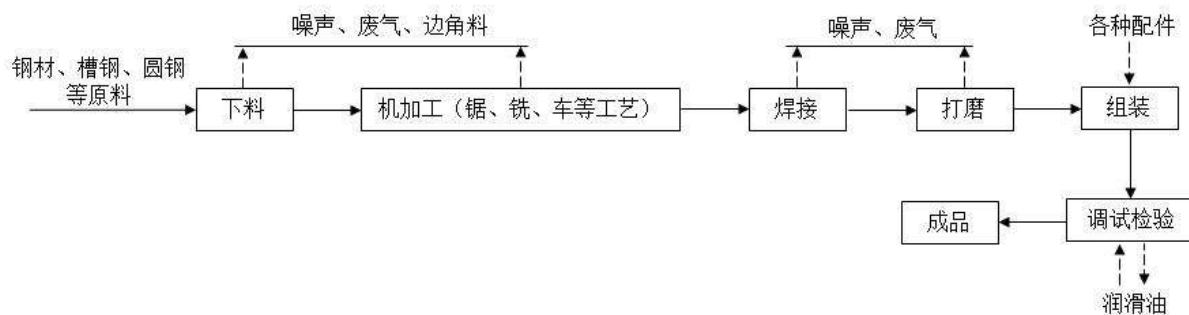 噪声、废气、边角料
噪声、废气
各种配件
钢材、槽钢、圆钢
等原料
下料
机加工（锯、铣、车等工艺）
焊接
打磨
组装
成品
调试检验
润滑油